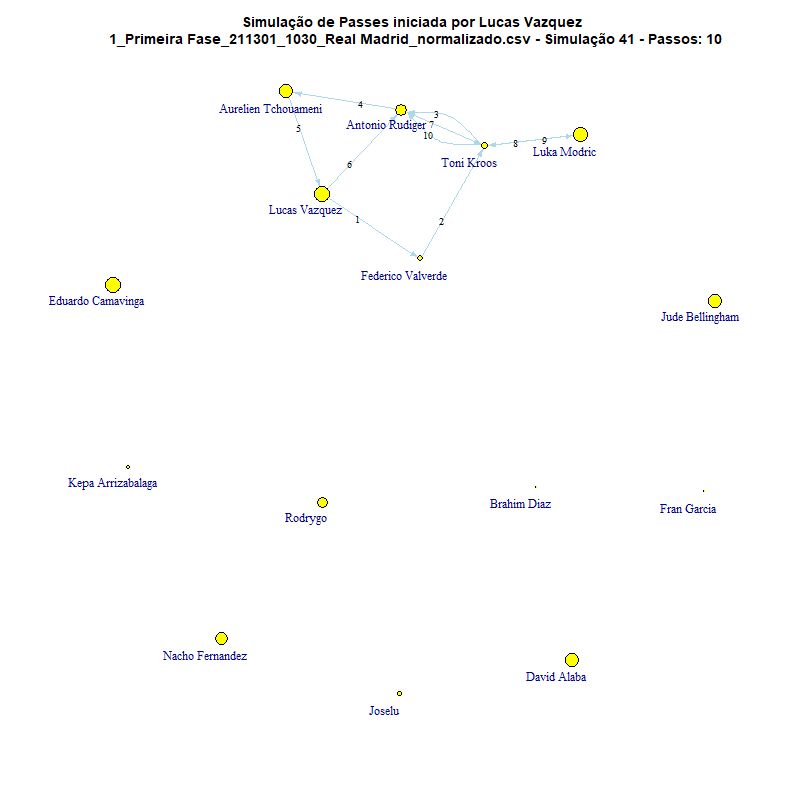 Simulação de Passes iniciada por Lucas Vazquez
1_Primeira Fase_211301_1030_Real Madrid_normalizado.csv - Simulação 41 - Passos: 10
4
3
Aurelien Tchouameni
Antonio Rudiger
7
5
10
8
9
Luka Modric
Toni Kroos
6
Lucas Vazquez
1
2
Federico Valverde
Eduardo Camavinga
Jude Bellingham
Kepa Arrizabalaga
Brahim Diaz
Fran Garcia
Rodrygo
Nacho Fernandez
David Alaba
Joselu